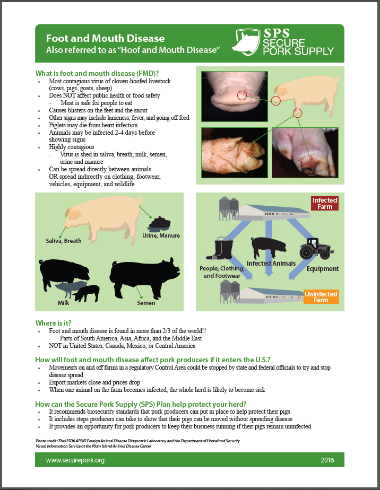 Foot and Mouth Disease
Also referred to as "Hoof and Mouth Disease"
SPS
SECURE
PORK SUPPLY
What is foot and mouth disease (FMD)?
• Most contagious virus of cloven-hoofed livestock
(cows, pigs, goats, sheep)
• Does NOT affect public health or food safety
- Meat is safe for people to eat
• Causes blisters on the feet and the snout
• Other signs may include lameness, fever, and going off feed
• Piglets may die from heart infection
• Animals may be infected 2-4 days before
showing signs
• Highly contagious
- Virus is shed in saliva, breath, milk, semen,
urine and manure
• Can be spread directly between animals
OR spread indirectly on clothing, footwear,
vehicles, equipment, and wildlife
Saliva, Breath
Urine, Manure
Milk
Semen
Infected
Farm
People, Clothing,
and Footwear
Infected Animals
Equipment
Uninfected
Farm
Where is it?
• Foot and mouth disease is found in more than 2/3 of the world!!
- Parts of South America, Asia, Africa, and the Middle East
• NOT in United States, Canada, Mexico, or Central America
How will foot and mouth disease affect pork producers if it enters the U.S.?
• Movements on and off farms in a regulatory Control Area could be stopped by state and federal officials to try and stop
disease spread
• Export markets close and prices drop
• When one animal on the farm becomes infected, the whole herd is likely to become sick
How can the Secure Pork Supply (SPS) Plan help protect your herd?
• It recommends biosecurity standards that pork producers can put in place to help protect their pigs
• It includes steps producers can take to show that their pigs can be moved without spreading disease
• It provides an opportunity for pork producers to keep their business running if their pigs remain uninfected
Photo credit: The USDA APHIS Foreign Animal Disease Diagnostic Laboratory and the Department of Homeland Security
Visual Information Service at the Plum Island Animal Disease Center
www.securepork.org
2016